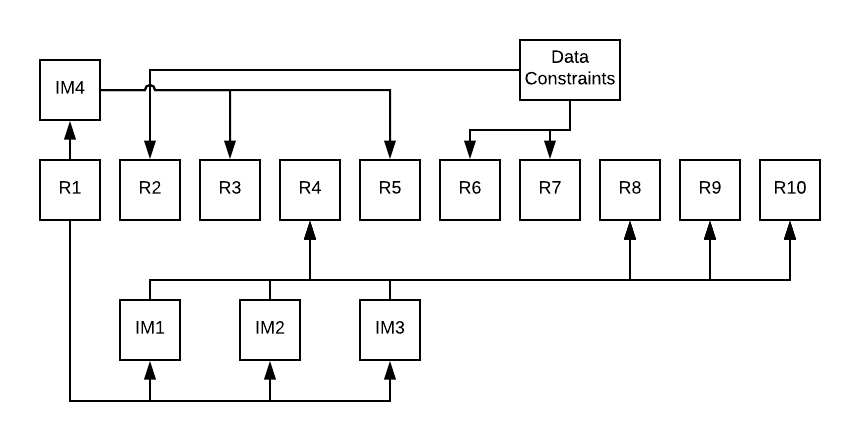 Data
Constraints
IM4
R1
R2
R3
R4
R5
R6
R7
R8
R9
R10
IM1
IM2
IM3